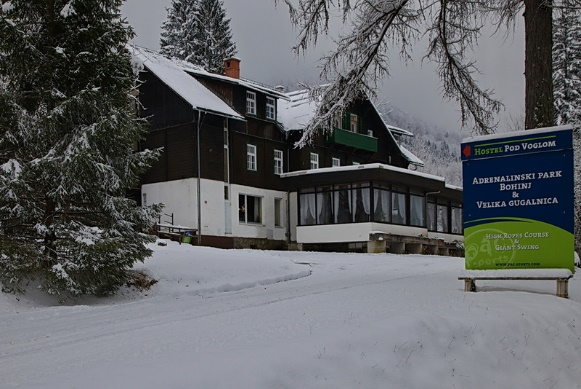 Hostel Pod Voglom
Adrenalinski park
Bohinj
&
Velika gugalnica
High Ropes Course
Giant Swing